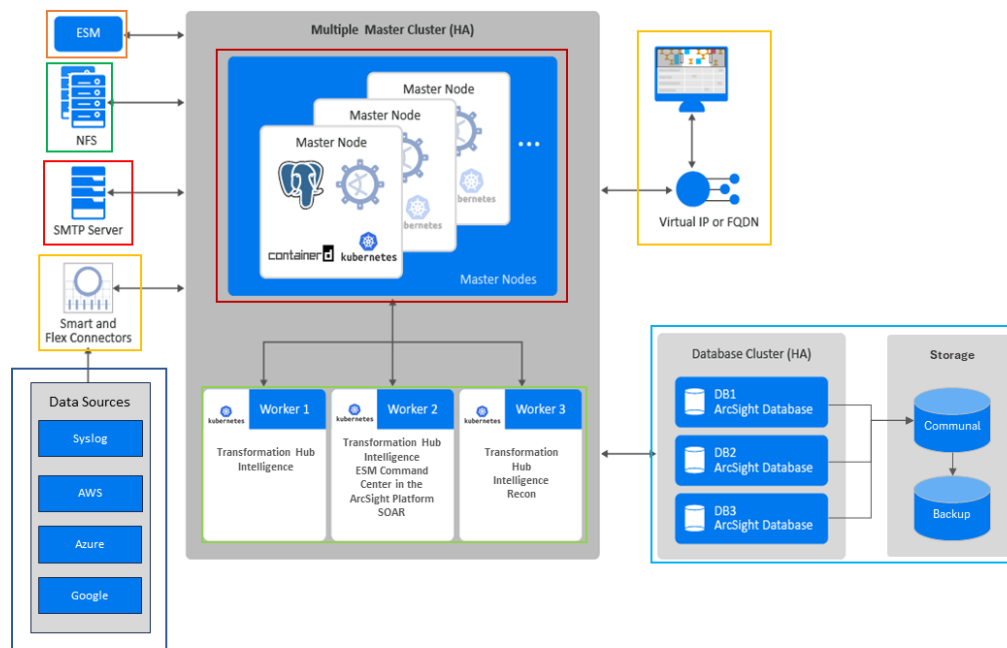 ESM
NFS
SMTP Server
Smart and
Flex Connectors
Data Sources
Syslog
AWS
Azure
Google
Multiple Master Cluster (HA)
Master Node
kubernetes
Master Node
kubernetes
Master Node
containerd
kubernetes
...
Master Nodes
kubernetes
Worker 1
Transformation Hub
Intelligence
kubernetes
Worker 2
Transformation Hub
Intelligence
ESM Command
Center in the
ArcSight Platform
SOAR
kubernetes
Worker 3
Transformation
Hub
Intelligence
Recon
Virtual IP or FQDN
Database Cluster (HA)
DB1
ArcSight Database
DB2
ArcSight Database
DB3
ArcSight Database
Storage
Communal
Backup